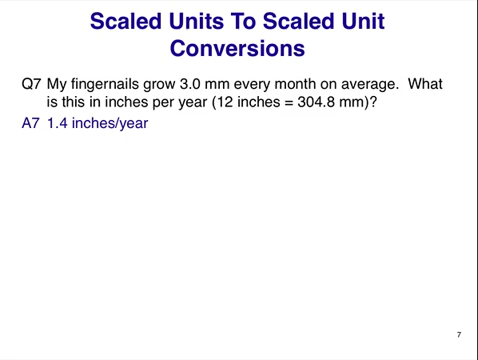 Scaled Units To Scaled Unit
Conversions
Q7 My fingernails grow 3.0 mm every month on average. What
is this in inches per year (12 inches = 304.8 mm)?
A7 1.4 inches/year
7